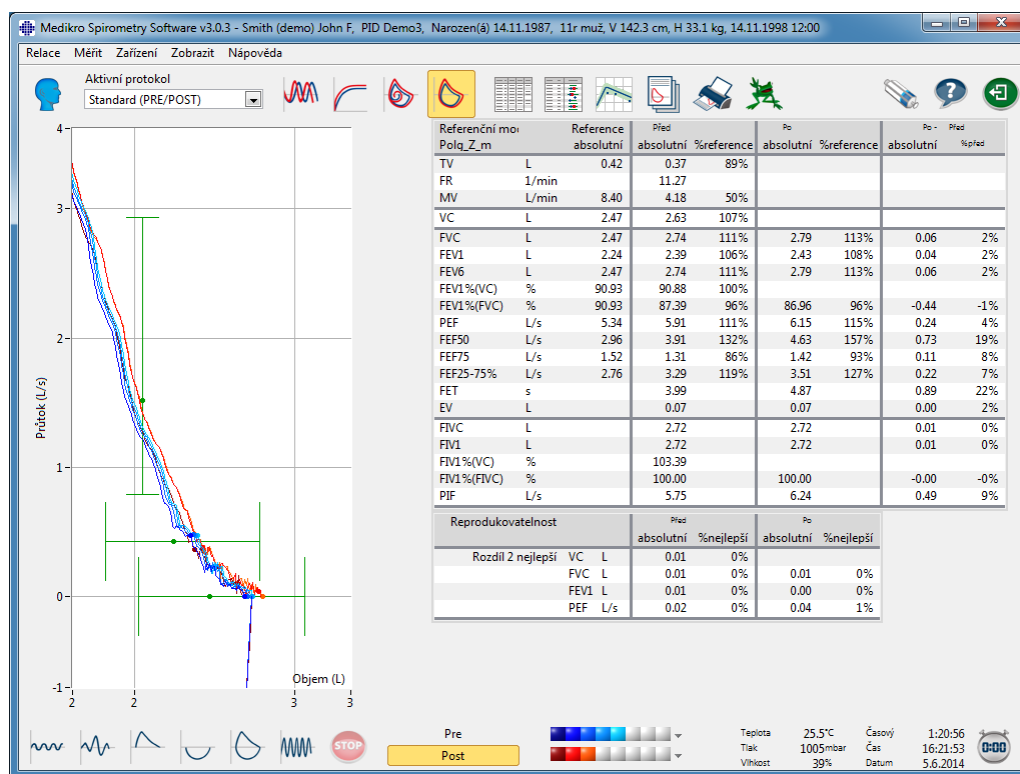 Medikro Spirometry Software v3.0.3 - Smith (demo) John F, PID Demo3, Narozen(á) 14.11.1987, 11r muž, V 142.3 cm, H 33.1 kg, 14.11.1998 12:00
Relace Měřit Zařízení Zobrazit Nápověda
Aktivní protokol
Standard (PRE/POST)
Referenční mo Reference Před Po Po - Před
Polq_Z_m absolutní absolutní %reference absolutní %reference absolutní %před
TV L 0.42 0.37 89%
FR 1/min 11.27
MV L/min 8.40 4.18 50%
VC L 2.47 2.63 107%
FVC L 2.47 2.74 111% 2.79 113% 0.06 2%
FEV1 L 2.24 2.39 106% 2.43 108% 0.04 2%
FEV6 L 2.47 2.74 111% 2.79 113% 0.06 2%
FEV1%(VC) % 90.93 90.88 100%
FEV1%(FVC) % 90.93 87.39 96% 86.96 96% -0.44 -1%
PEF L/s 5.34 5.91 111% 6.15 115% 0.24 4%
FEF50 L/s 2.96 3.91 132% 4.63 157% 0.73 19%
FEF75 L/s 1.52 1.31 86% 1.42 93% 0.11 8%
FEF25-75% L/s 2.76 3.29 119% 3.51 127% 0.22 7%
FET s 3.99 4.87 0.89 22%
EV L 0.07 0.07 0.00 2%
FIVC L 2.72 2.72 0.01 0%
FIV1 L 2.72 2.72 0.01 0%
FIV1%(VC) % 103.39
FIV1%(FIVC) % 100.00 100.00 -0.00 -0%
PIF L/s 5.75 6.24 0.49 9%
Reprodukovatelnost Před Po
absolutní %nejlepší absolutní %nejlepší
Rozdíl 2 nejlepší VC L 0.01 0%
FVC L 0.01 0% 0.01 0%
FEV1 L 0.01 0% 0.00 0%
PEF L/s 0.02 0% 0.04 1%
4
3
2
1
0
-1
Průtok (L/s)
Objem (L)
2 2 3 3
STOP
Pre
Post
Teplota 25.5°C Časový 1:20:56
Tlak 1005mbar Čas 16:21:53
Vlhkost 39% Datum 5.6.2014
0:00